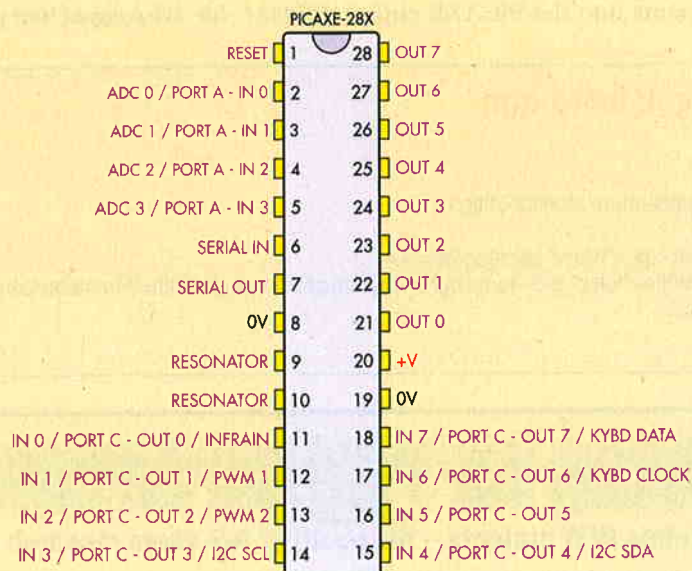 PICAXE-28X
RESET 1 28 OUT 7
ADC 0 / PORT A - IN 0 2 27 OUT 6
ADC 1 / PORT A - IN 1 3 26 OUT 5
ADC 2 / PORT A - IN 2 4 25 OUT 4
ADC 3 / PORT A - IN 3 5 24 OUT 3
SERIAL IN 6 23 OUT 2
SERIAL OUT 7 22 OUT 1
0V 8 21 OUT 0
RESONATOR 9 20 +V
RESONATOR 10 19 0V
IN 0 / PORT C - OUT 0 / INFRAIN 11 18 IN 7 / PORT C - OUT 7 / KYBD DATA
IN 1 / PORT C - OUT 1 / PWM 1 12 17 IN 6 / PORT C - OUT 6 / KYBD CLOCK
IN 2 / PORT C - OUT 2 / PWM 2 13 16 IN 5 / PORT C - OUT 5
IN 3 / PORT C - OUT 3 / I2C SCL 14 15 IN 4 / PORT C - OUT 4 / I2C SDA